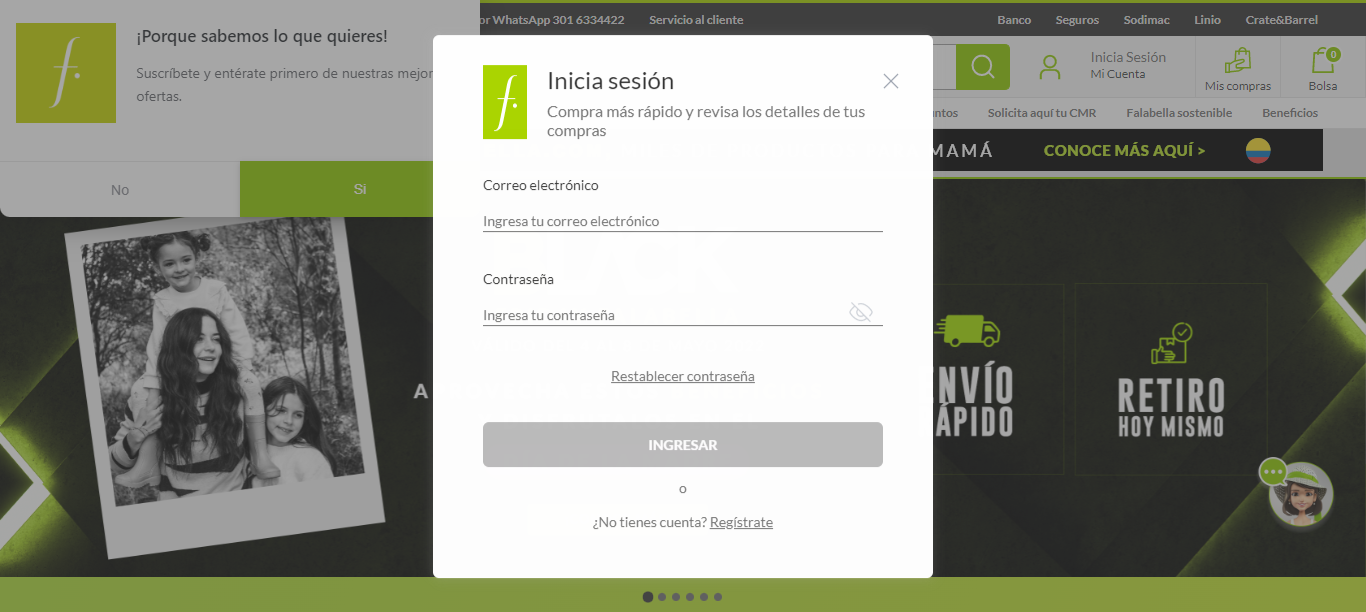 or WhatsApp 301 6334422 Servicio al cliente Banco Seguros Sodimac Linio Crate&Barrel
f.
¡Porque sabemos lo que quieres!
Suscríbete y entérate primero de nuestras mejor
ofertas.
No
Si
f.
Inicia sesión
Compra más rápido y revisa los detalles de tus
compras
Correo electrónico
Ingresa tu correo electrónico
Contraseña
Ingresa tu contraseña
Restablecer contraseña
INGRESAR
o
¿No tienes cuenta? Regístrate
Inicia Sesión
Mi Cuenta
Mis compras
0
Bolsa
ntos Solicita aquí tu CMR Falabella sostenible Beneficios
MAMÁ CONOCE MÁS AQUÍ >
A
ENVÍO
RÁPIDO
RETIRO
HOY MISMO